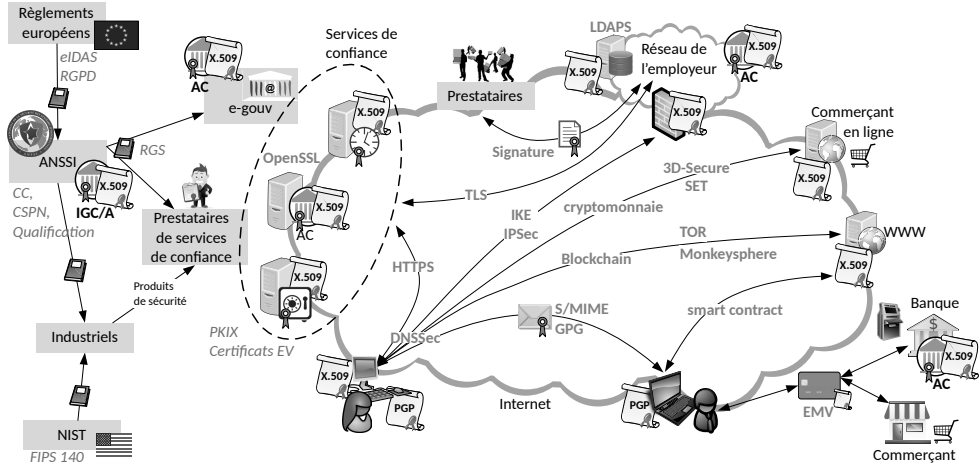 Règlements
européens
eIDAS
RGPD
X.509
AC
@
e-gouv
ANSSI
RGS
X.509
IGC/A
CC,
CSPN,
Qualification
Prestataires
de services
de confiance
Produits
de sécurité
Industriels
NIST
FIPS 140
Services de
confiance
X.509
OpenSSL
X.509
AC
X.509
PKIX
Certificats EV
Prestataires
Signature
LDAPS
X.509
Réseau de
l'employeur
X.509
AC
X.509
TLS
HTTPS
IKE
IPSec
3D-Secure
SET
cryptomonnaie
TOR
Monkeysphere
Blockchain
S/MIME
GPG
smart contract
DNSSec
X.509
PGP
Internet
PGP
Commerçant
en ligne
X.509
WWW
X.509
Banque
$
X.509
AC
EMV
Commerçant